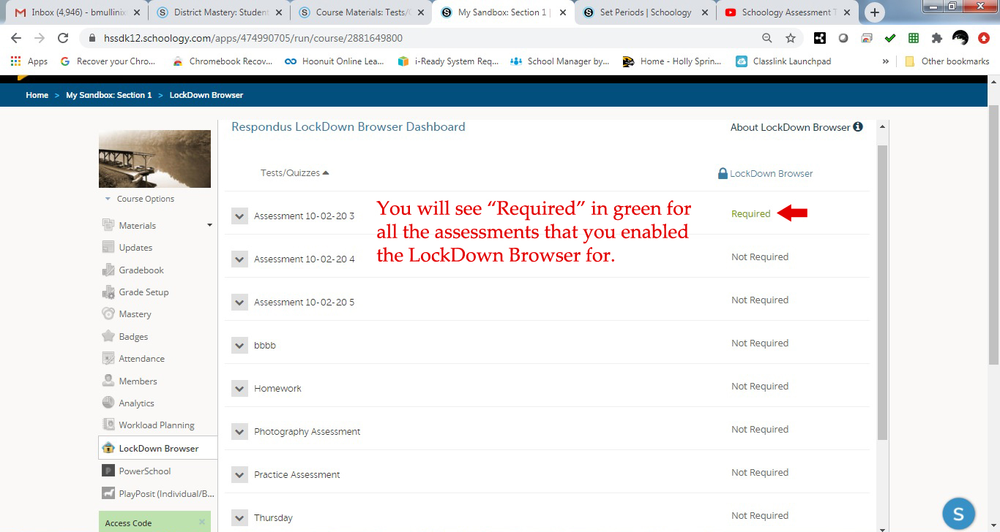 Inbox (4,946) - bmullinix
District Mastery: Student
Course Materials: Tests/Q
My Sandbox: Section 1 |
Set Periods | Schoology
Schoology Assessment T
hssdk12.schoology.com/apps/474990705/run/course/2881649800
Apps
Recover your Chro...
Chromebook Recov...
Hoonuit Online Lea...
i-Ready System Req...
School Manager by...
Home - Holly Sprin...
Classlink Launchpad
»
Other bookmarks
Home > My Sandbox: Section 1 > LockDown Browser
Respondus LockDown Browser Dashboard
About LockDown Browser
Course Options
Materials
Updates
Gradebook
Grade Setup
Mastery
Badges
Attendance
Members
Analytics
Workload Planning
LockDown Browser
PowerSchool
PlayPosit (Individual/B...
Access Code
Tests/Quizzes
LockDown Browser
Assessment 10-02-20 3
Required
You will see “Required” in green for
all the assessments that you enabled
the LockDown Browser for.
Assessment 10-02-20 4
Not Required
Assessment 10-02-20 5
Not Required
bbbb
Not Required
Homework
Not Required
Photography Assessment
Not Required
Practice Assessment
Not Required
Thursday
Not Required
S